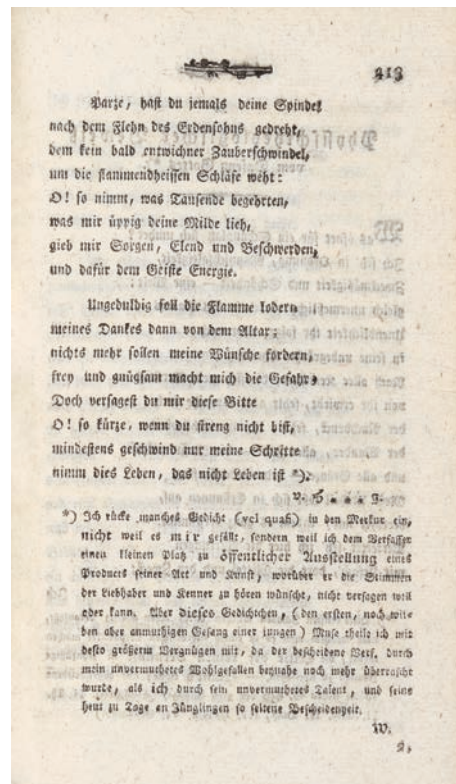 213
Parze, hast du jemals deine Spindel
nach dem Flehn des Erdensohns gedreht,
dem kein bald entwichner Zauberschwindel,
um die flammendheissen Schläfe weht:
O! so nimm, was Tausende begehrten,
was mir üppig deine Milde lieh,
gieb mir Sorgen, Elend und Beschwerden,
und dafür dem Geiste Energie.
Ungeduldig soll die Flamme lodern
meines Dankes dann von dem Altar;
nichts mehr sollen meine Wünsche fordern,
frey und gnügsam macht mich die Gefahr,
Doch versagest du mir diese Bitte
O! so kürze, wenn du streng nicht bist,
mindestens geschwind nur meine Schritte
nimm dies Leben, das nicht Leben ist *).
v. H . . . g.
*) Ich rücke manches Gedicht (vel quasi) in den Merkur ein,
nicht weil es mir gefällt, sondern weil ich dem Verfasser
einen kleinen Platz zu öffentlicher Ausstellung eines
Products seiner Art und Kunst, worüber er die Stimmen
der Liebhaber und Kenner zu hören wünscht, nicht versagen will
oder kann. Aber dieses Gedichtchen, (den ersten, noch wil-
den aber anmuthigen Gesang einer jungen) Muse theile ich mit
desto größerm Vergnügen mit, da der bescheidene Verf. durch
mein unvermuthetes Wohlgefallen beynahe noch mehr überrascht
wurde, als ich durch sein unvermuthetes Talent, und seine
heut zu Tage an Jünglingen so seltene Bescheidenheit.
W.